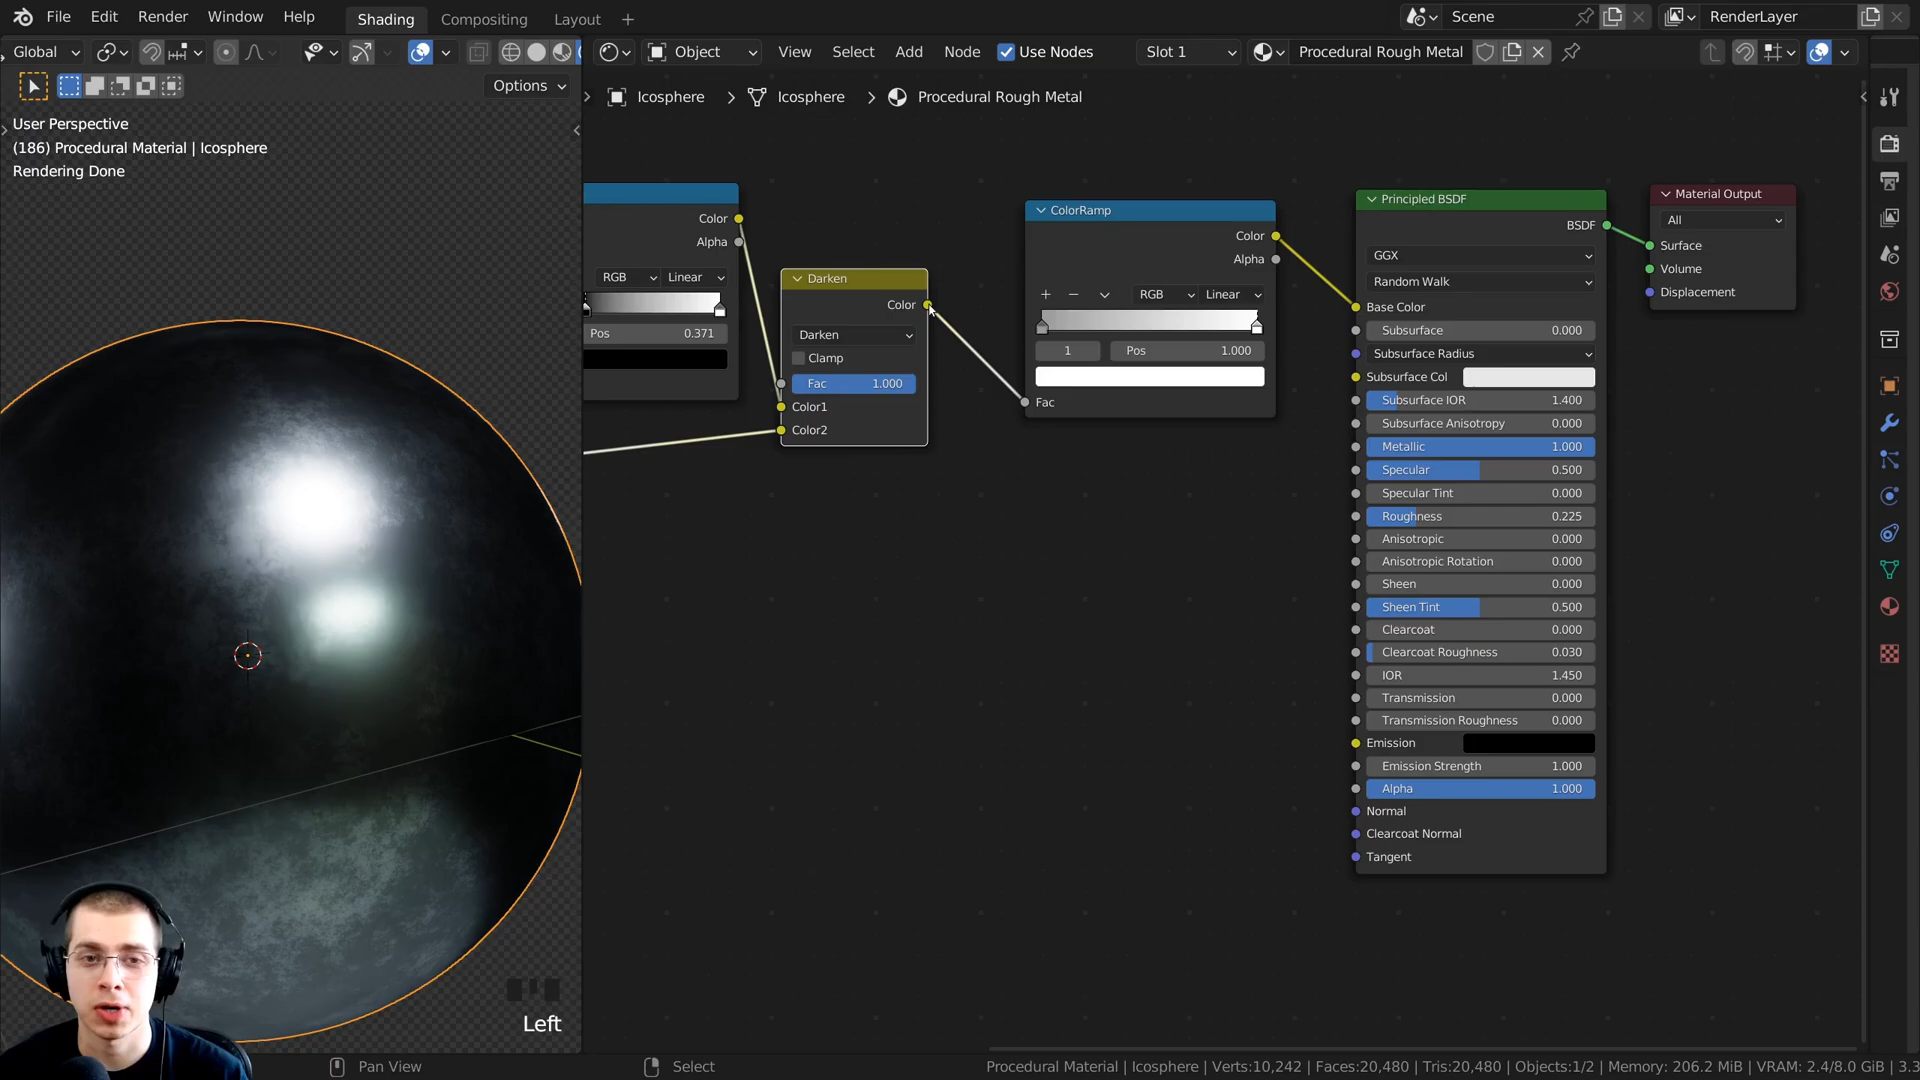 File Edit Render Window Help Shading Compositing Layout + Scene RenderLayer
Global Object View Select Add Node Use Nodes Slot 1 Procedural Rough Metal
Options
Icosphere > Icosphere > Procedural Rough Metal
User Perspective
(186) Procedural Material | Icosphere
Rendering Done
Color
Alpha
RGB Linear
Pos 0.371
Darken
Color
Darken
Clamp
Fac 1.000
Color1
Color2
ColorRamp
Color
Alpha
RGB Linear
1 Pos 1.000
Fac
Principled BSDF
BSDF
GGX
Random Walk
Base Color
Subsurface 0.000
Subsurface Radius
Subsurface Col
Subsurface IOR 1.400
Subsurface Anisotropy 0.000
Metallic 1.000
Specular 0.500
Specular Tint 0.000
Roughness 0.225
Anisotropic 0.000
Anisotropic Rotation 0.000
Sheen 0.000
Sheen Tint 0.500
Clearcoat 0.000
Clearcoat Roughness 0.030
IOR 1.450
Transmission 0.000
Transmission Roughness 0.000
Emission
Emission Strength 1.000
Alpha 1.000
Normal
Clearcoat Normal
Tangent
Material Output
All
Surface
Volume
Displacement
Left
Pan View Select Procedural Material | Icosphere | Verts:10,242 | Faces:20,480 | Tris:20,480 | Objects:1/2 | Memory: 206.2 MiB | VRAM: 2.4/8.0 GiB | 3.3